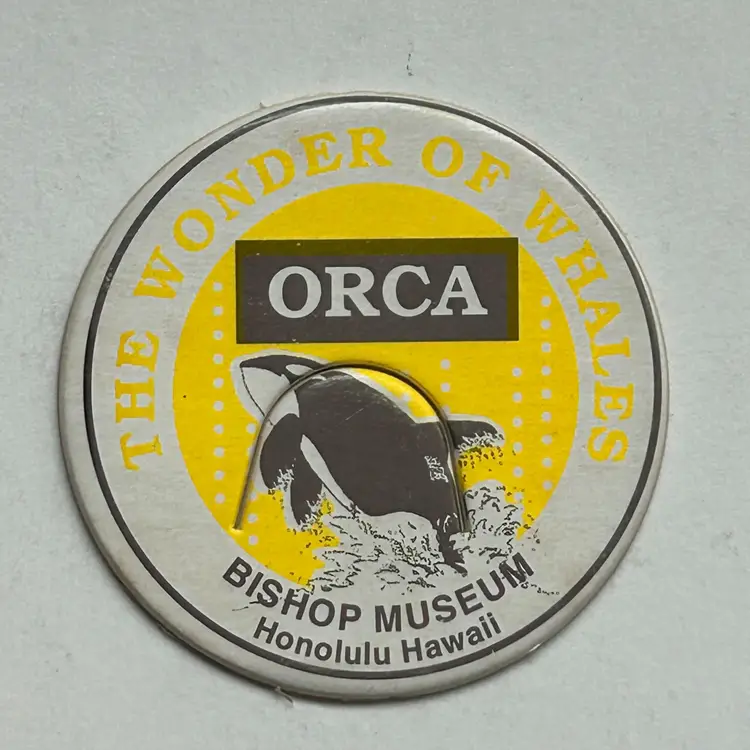 THE WONDER OF WHALES
ORCA
BISHOP MUSEUM
Honolulu Hawaii